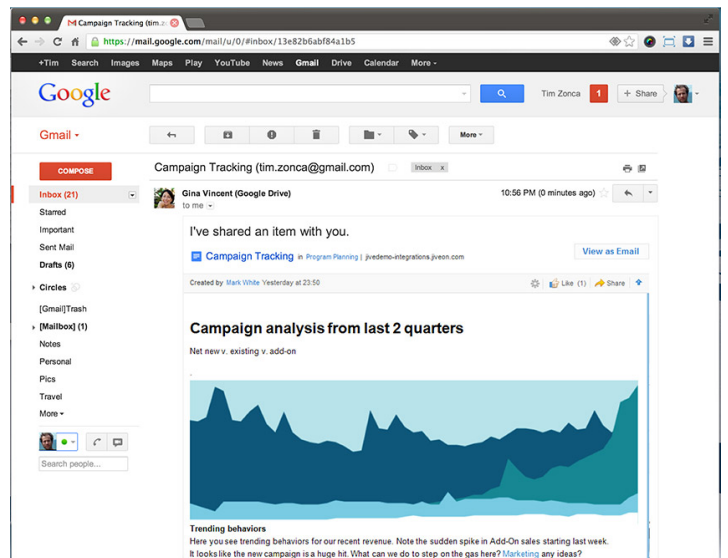 Campaign Tracking (tim.z
https://mail.google.com/mail/u/0/#inbox/13e82b6abf84a1b5
+Tim Search Images Maps Play YouTube News Gmail Drive Calendar More
Google
Tim Zonca 1 + Share
Gmail
More
COMPOSE
Campaign Tracking (tim.zonca@gmail.com) Inbox x
Inbox (21)
Gina Vincent (Google Drive) 10:56 PM (0 minutes ago)
to me
Starred
Important
Sent Mail
Drafts (6)
Circles
[Gmail]Trash
[Mailbox] (1)
Notes
Personal
Pics
Travel
More
Search people...
I've shared an item with you.
Campaign Tracking in Program Planning | jivedemo-integrations.jiveon.com
View as Email
Created by Mark White Yesterday at 23:50 Like (1) Share
Campaign analysis from last 2 quarters
Net new v. existing v. add-on
.
Trending behaviors
Here you see trending behaviors for our recent revenue. Note the sudden spike in Add-On sales starting last week.
It looks like the new campaign is a huge hit. What can we do to step on the gas here? Marketing any ideas?